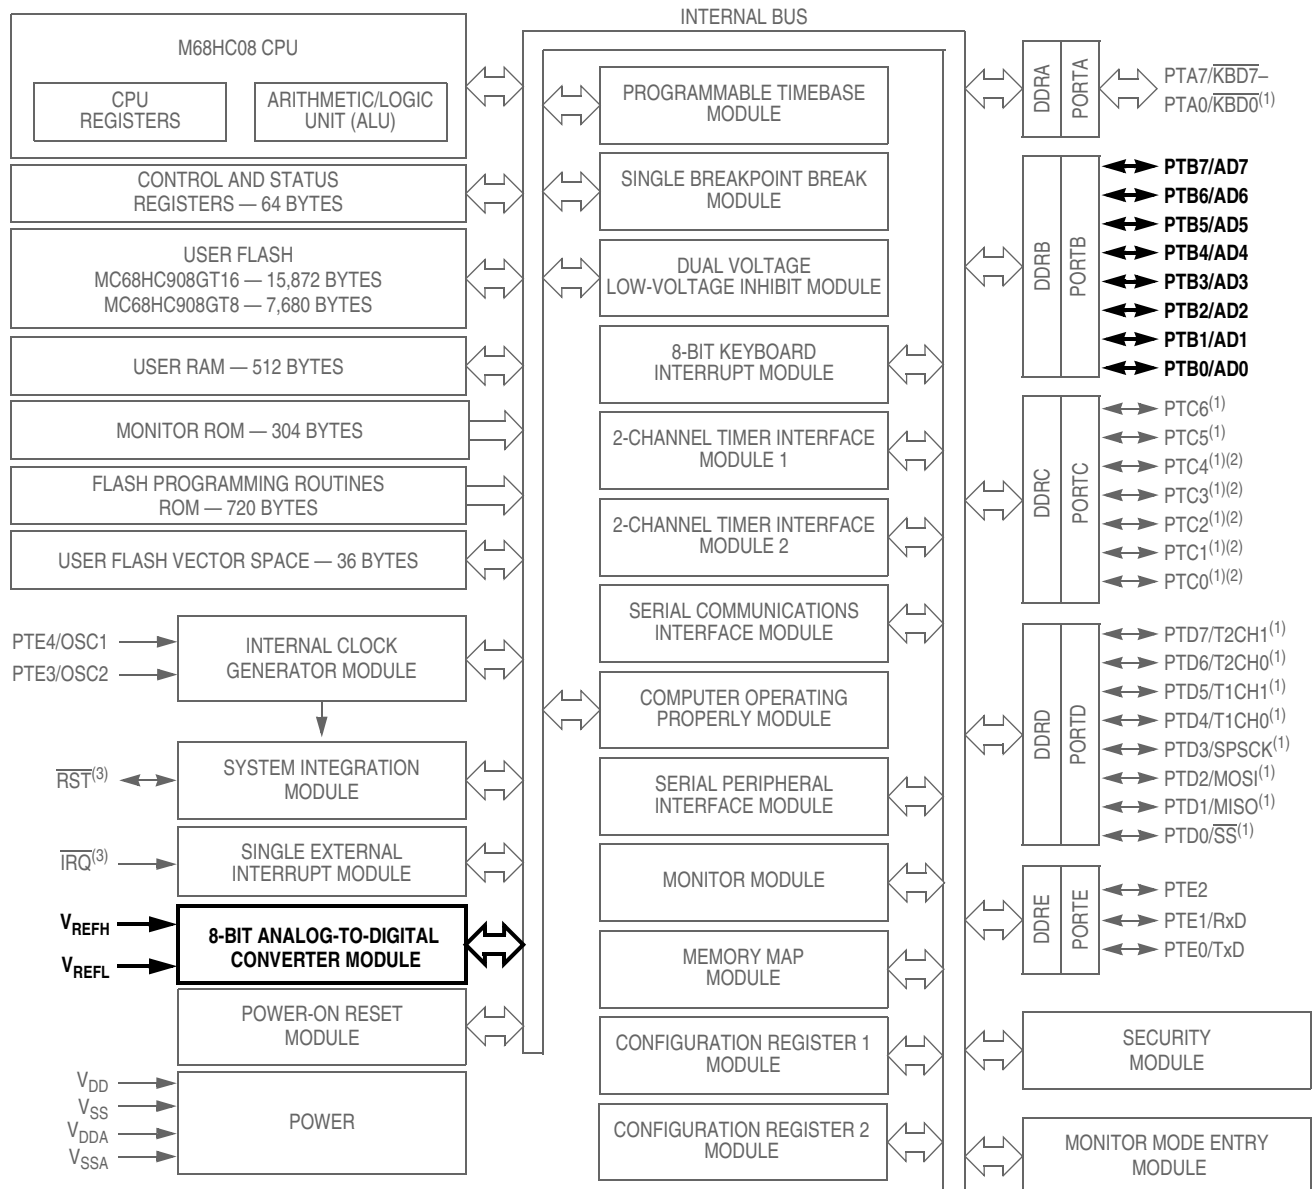 INTERNAL BUS
M68HC08 CPU
CPU
REGISTERS
ARITHMETIC/LOGIC
UNIT (ALU)
CONTROL AND STATUS
REGISTERS — 64 BYTES
USER FLASH
MC68HC908GT16 — 15,872 BYTES
MC68HC908GT8 — 7,680 BYTES
USER RAM — 512 BYTES
MONITOR ROM — 304 BYTES
FLASH PROGRAMMING ROUTINES
ROM — 720 BYTES
USER FLASH VECTOR SPACE — 36 BYTES
PTE4/OSC1
PTE3/OSC2
INTERNAL CLOCK
GENERATOR MODULE
RST(3)
SYSTEM INTEGRATION
MODULE
IRQ(3)
SINGLE EXTERNAL
INTERRUPT MODULE
VREFH
VREFL
8-BIT ANALOG-TO-DIGITAL
CONVERTER MODULE
POWER-ON RESET
MODULE
VDD
VSS
VDDA
VSSA
POWER
PROGRAMMABLE TIMEBASE
MODULE
SINGLE BREAKPOINT BREAK
MODULE
DUAL VOLTAGE
LOW-VOLTAGE INHIBIT MODULE
8-BIT KEYBOARD
INTERRUPT MODULE
2-CHANNEL TIMER INTERFACE
MODULE 1
2-CHANNEL TIMER INTERFACE
MODULE 2
SERIAL COMMUNICATIONS
INTERFACE MODULE
COMPUTER OPERATING
PROPERLY MODULE
SERIAL PERIPHERAL
INTERFACE MODULE
MONITOR MODULE
MEMORY MAP
MODULE
CONFIGURATION REGISTER 1
MODULE
CONFIGURATION REGISTER 2
MODULE
DDRA
PORTA
PTA7/KBD7–
PTA0/KBD0(1)
DDRB
PORTB
PTB7/AD7
PTB6/AD6
PTB5/AD5
PTB4/AD4
PTB3/AD3
PTB2/AD2
PTB1/AD1
PTB0/AD0
DDRC
PORTC
PTC6(1)
PTC5(1)
PTC4(1)(2)
PTC3(1)(2)
PTC2(1)(2)
PTC1(1)(2)
PTC0(1)(2)
DDRD
PORTD
PTD7/T2CH1(1)
PTD6/T2CH0(1)
PTD5/T1CH1(1)
PTD4/T1CH0(1)
PTD3/SPSCK(1)
PTD2/MOSI(1)
PTD1/MISO(1)
PTD0/SS(1)
DDRE
PORTE
PTE2
PTE1/RxD
PTE0/TxD
SECURITY
MODULE
MONITOR MODE ENTRY
MODULE